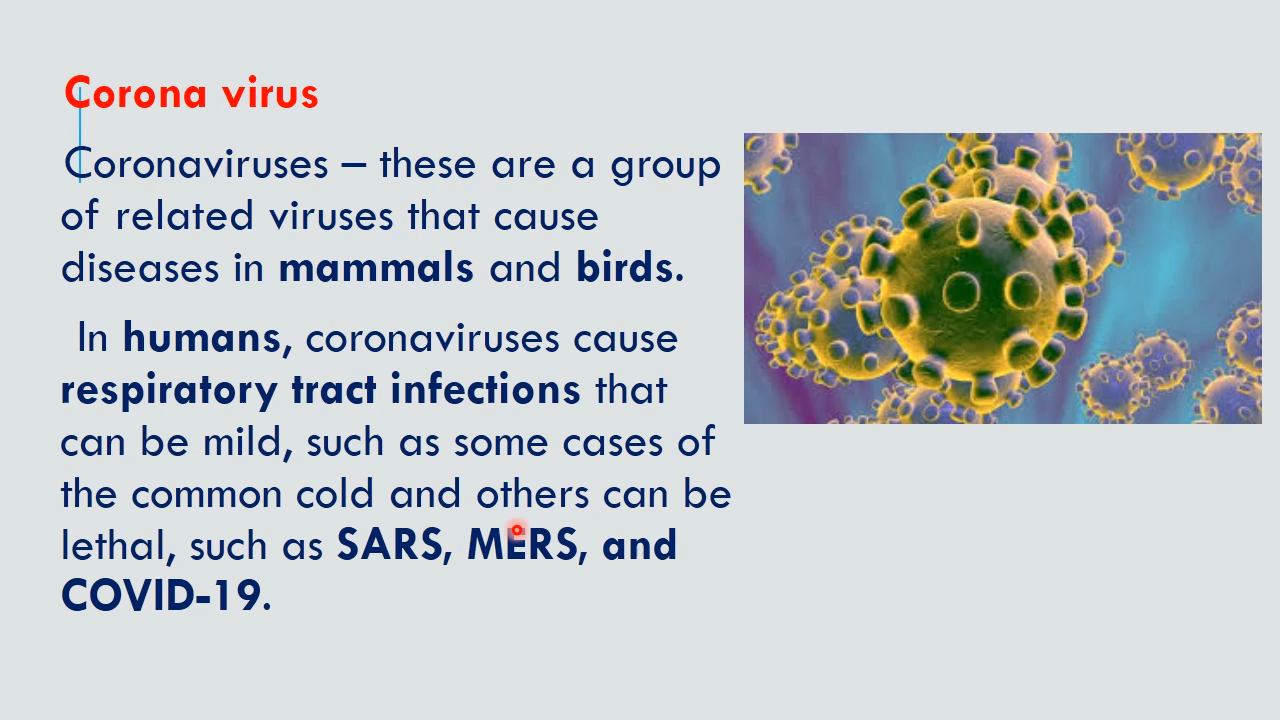 Corona virus
Coronaviruses – these are a group
of related viruses that cause
diseases in mammals and birds.
In humans, coronaviruses cause
respiratory tract infections that
can be mild, such as some cases of
the common cold and others can be
lethal, such as SARS, MERS, and
COVID-19.